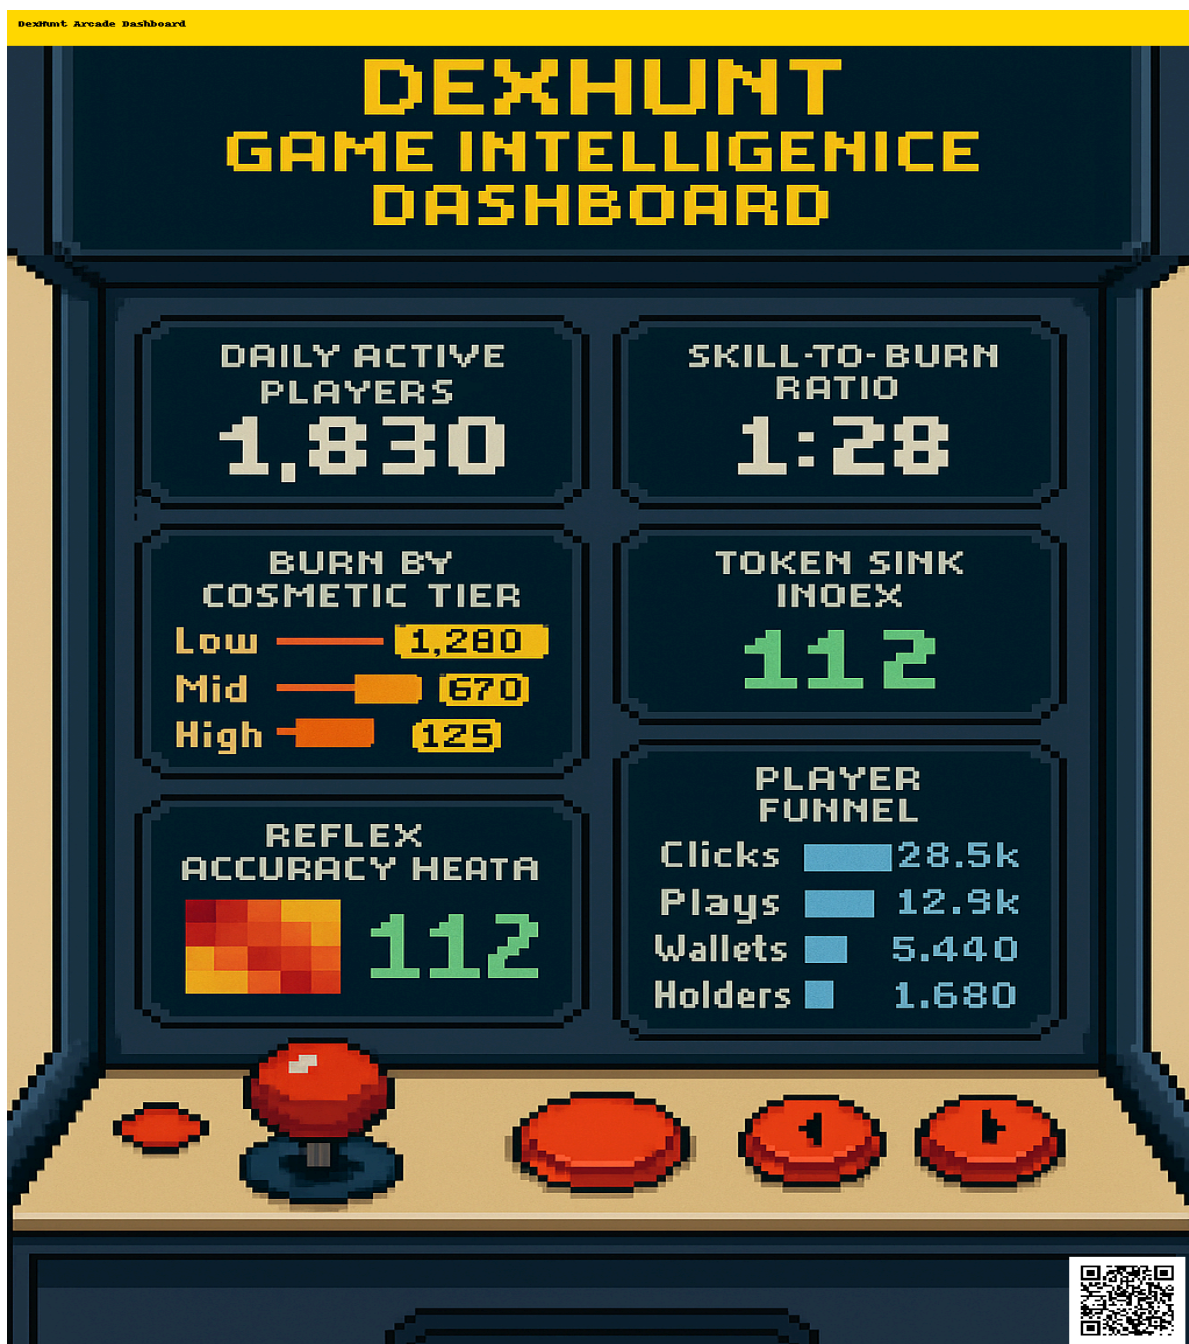 DexHunt Arcade Dashboard
DEXHUNT
GAME INTELLIGENICE
DASHBOARD
DAILY ACTIVE
PLAYERS
1,830
SKILL-TO-BURN
RATIO
1:28
BURN BY
COSMETIC TIER
Low 1,280
Mid 670
High 125
TOKEN SINK
INOEX
112
REFLEX
ACCURACY HEATA
112
PLAYER
FUNNEL
Clicks 28.5k
Plays 12.9k
Wallets 5.440
Holders 1.680